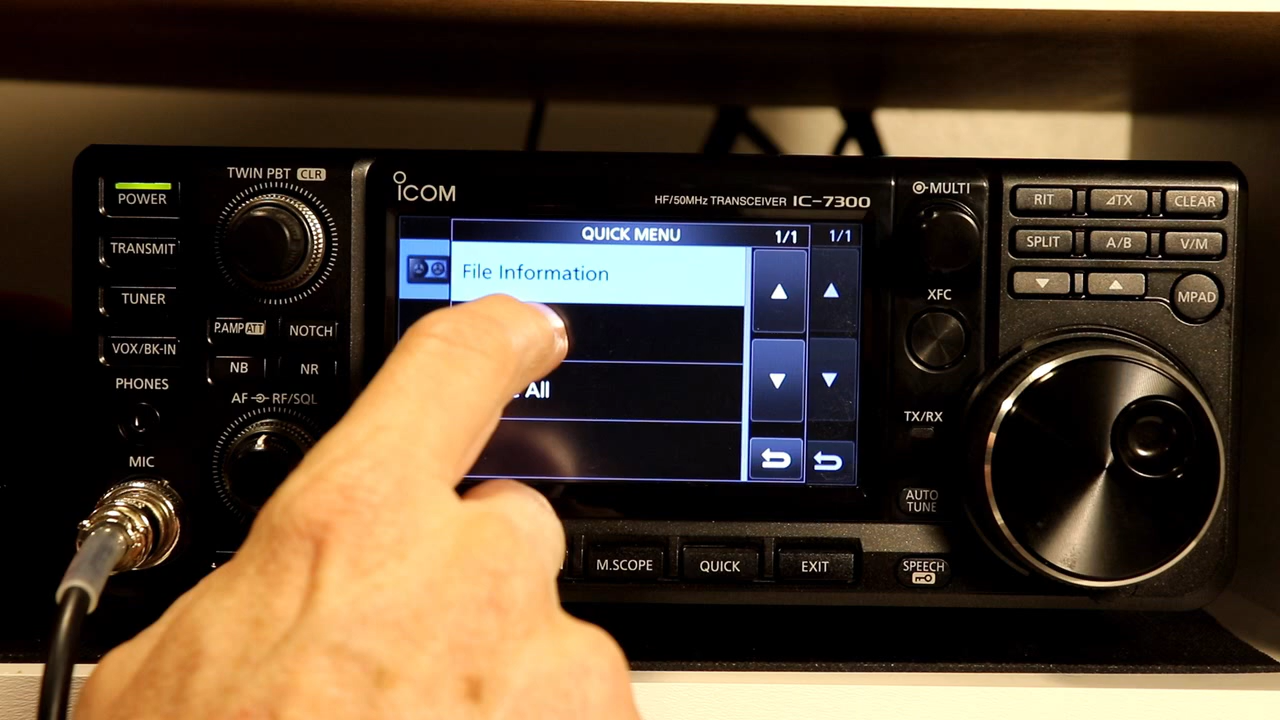 POWER
TRANSMIT
TUNER
VOX/BK-IN
PHONES
MIC
TWIN PBT CLR
P.AMP ATT
NOTCH
NB
NR
AF RF/SQL
ICOM
HF/50MHz TRANSCEIVER IC-7300
QUICK MENU 1/1 1/1
File Information
All
M.SCOPE
QUICK
EXIT
MULTI
XFC
TX/RX
AUTO
TUNE
SPEECH
RIT
⊿TX
CLEAR
SPLIT
A/B
V/M
MPAD